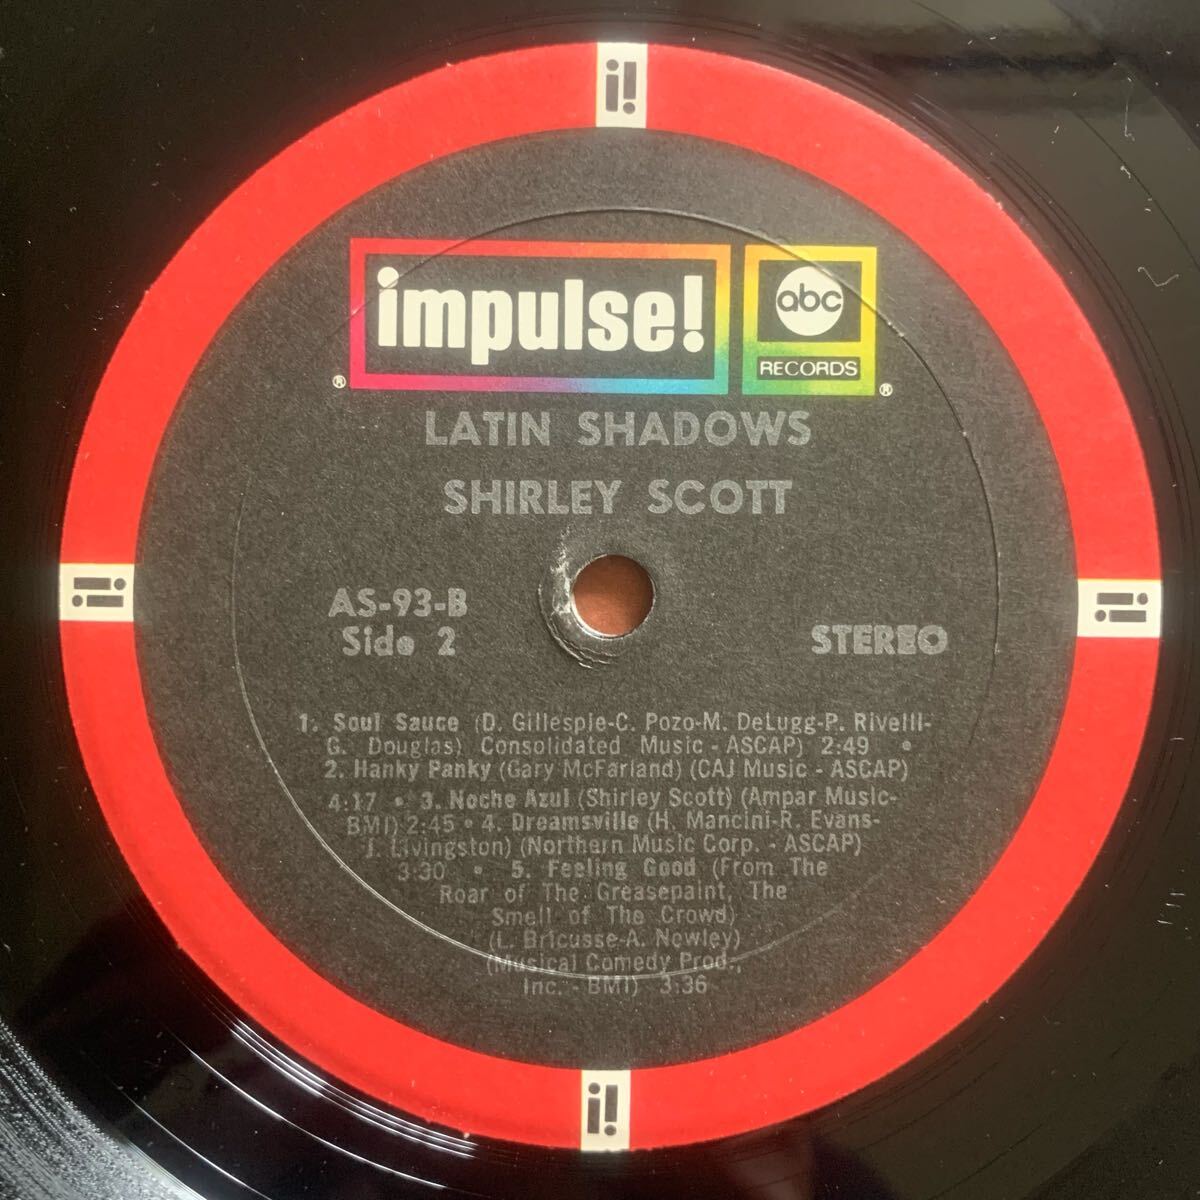 i!
impulse!
abc
RECORDS
®
®
LATIN SHADOWS
SHIRLEY SCOTT
AS-93-B
Side 2
STEREO
i!
i!
1. Soul Sauce (D. Gillespie-C. Pozo-M. DeLugg-P. Rivelli-
G. Douglas) Consolidated Music - ASCAP) 2:49 •
2. Hanky Panky (Gary McFarland) (CAJ Music - ASCAP)
4:17 • 3. Noche Azul (Shirley Scott) (Ampar Music-
BMI) 2:45 • 4. Dreamsville (H. Mancini-R. Evans-
J. Livingston) (Northern Music Corp. - ASCAP)
3:30 • 5. Feeling Good (From The
Roar of The Greasepaint, The
Smell of The Crowd)
(L. Bricusse-A. Newley)
(Musical Comedy Prod.,
Inc. - BMI) 3:36
i!